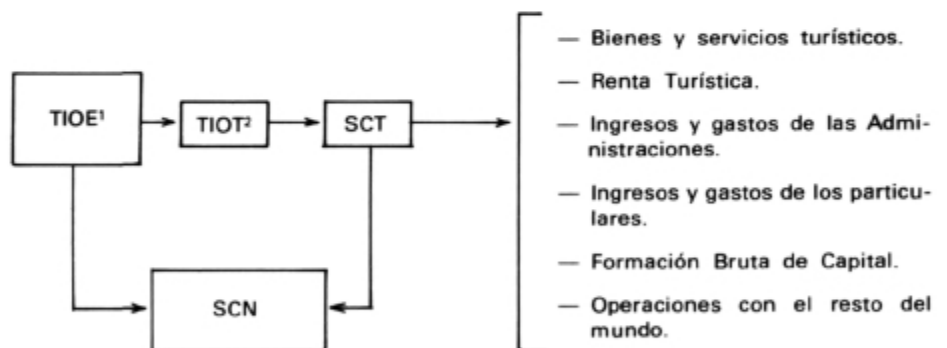 TIOE¹
TIOT²
SCT
SCN
— Bienes y servicios turísticos.
— Renta Turística.
— Ingresos y gastos de las Admi-
nistraciones.
— Ingresos y gastos de los particu-
lares.
— Formación Bruta de Capital.
— Operaciones con el resto del
mundo.